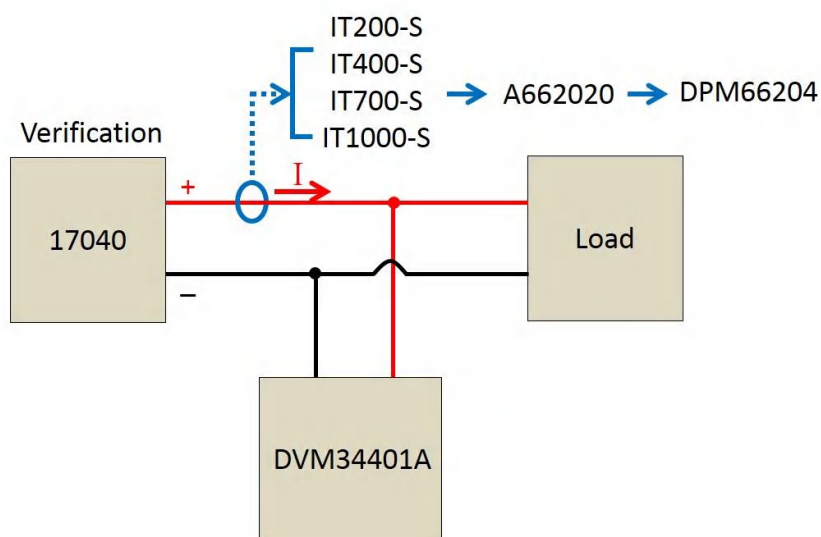 IT200-S
IT400-S
IT700-S
IT1000-S
A662020
DPM66204
Verification
17040
+
−
I
Load
DVM34401A